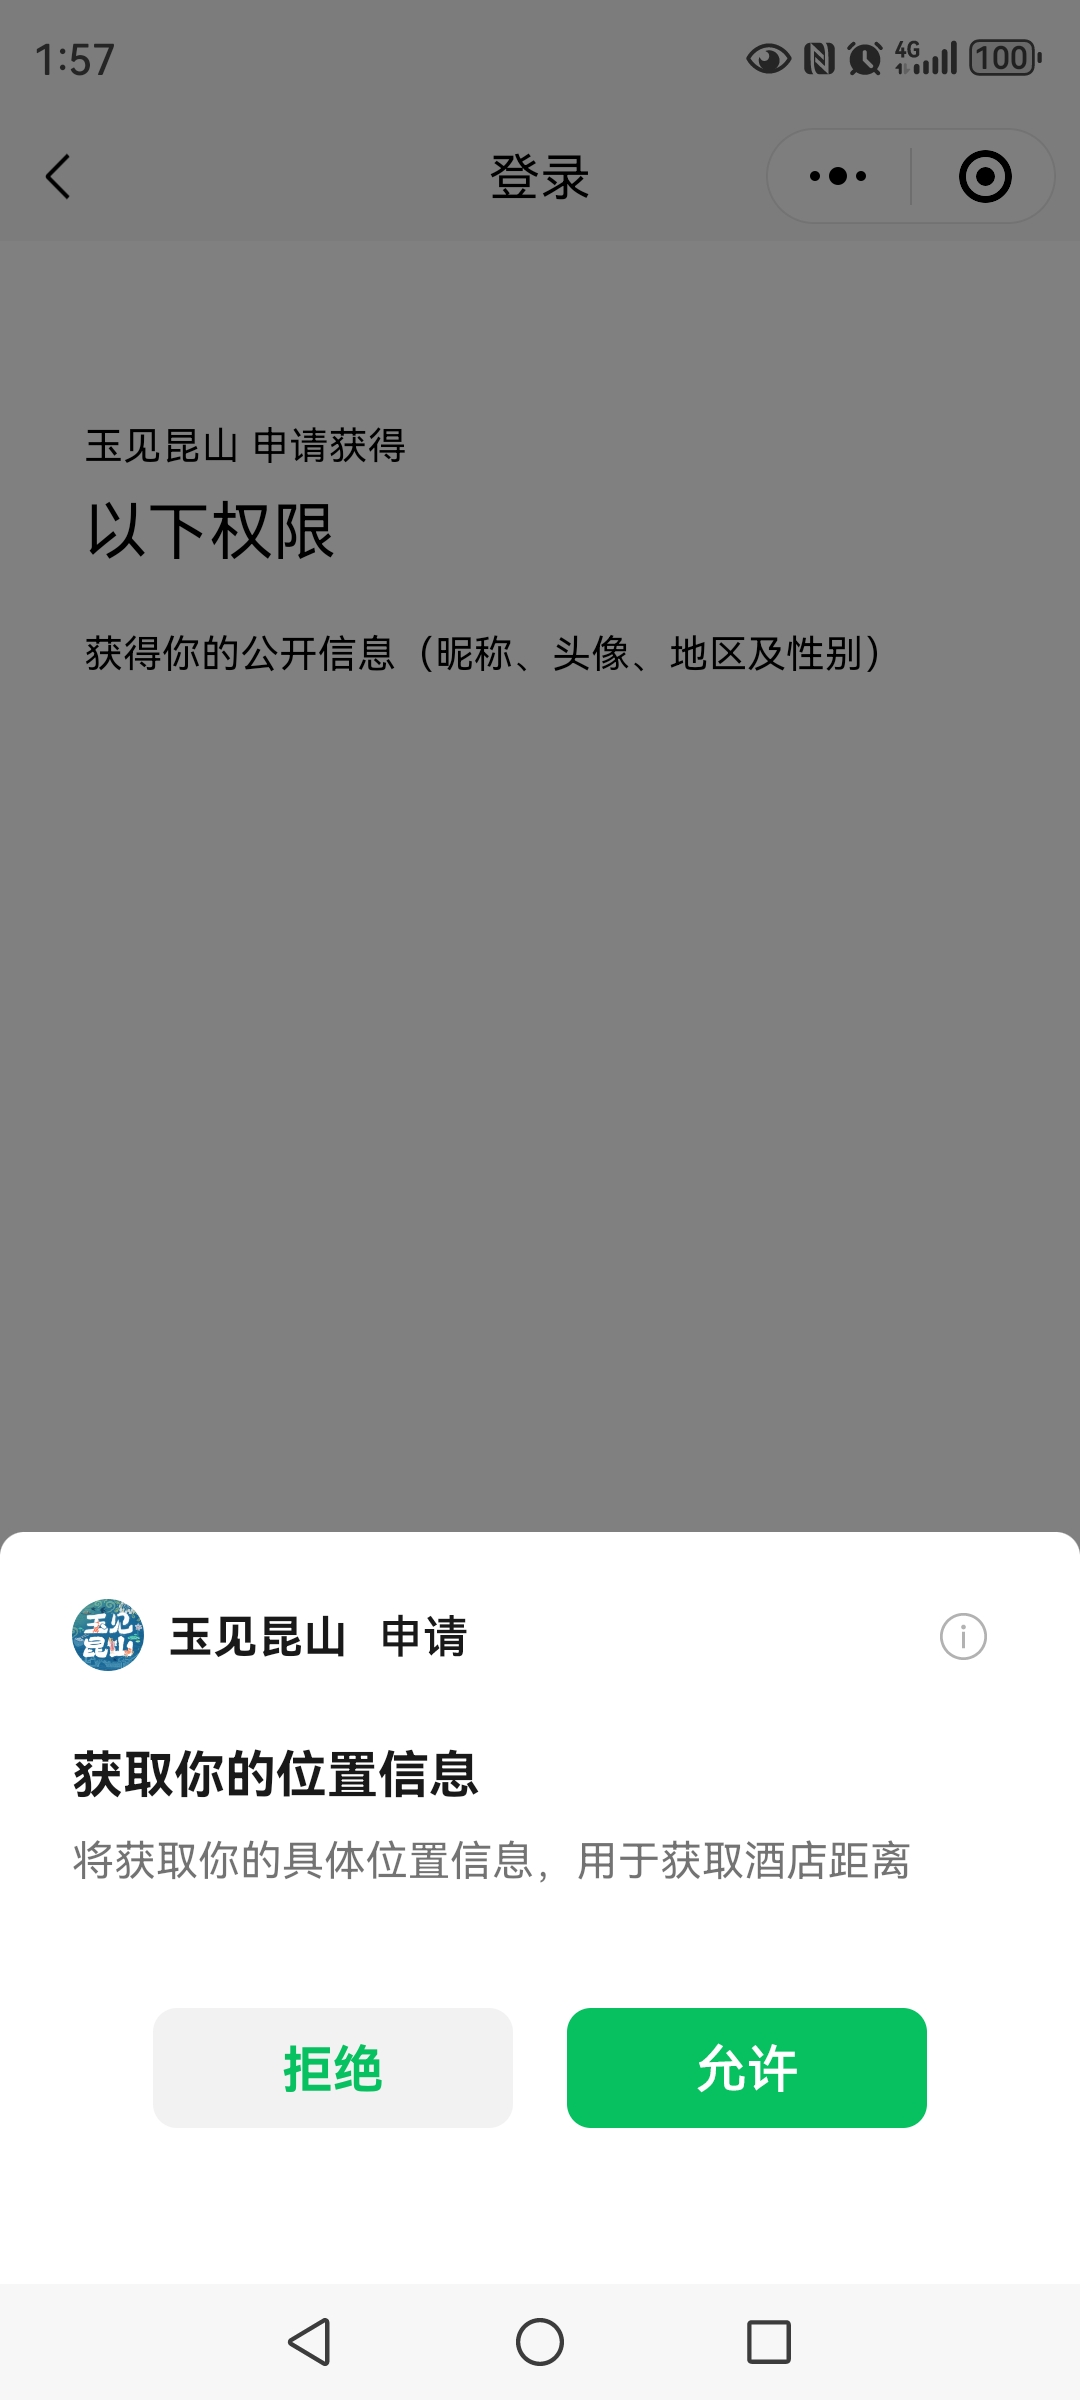 1:57
4G
100
登录
玉见昆山 申请获得
以下权限
获得你的公开信息（昵称、头像、地区及性别）
玉见
昆山
玉见昆山 申请
获取你的位置信息
将获取你的具体位置信息，用于获取酒店距离
拒绝
允许